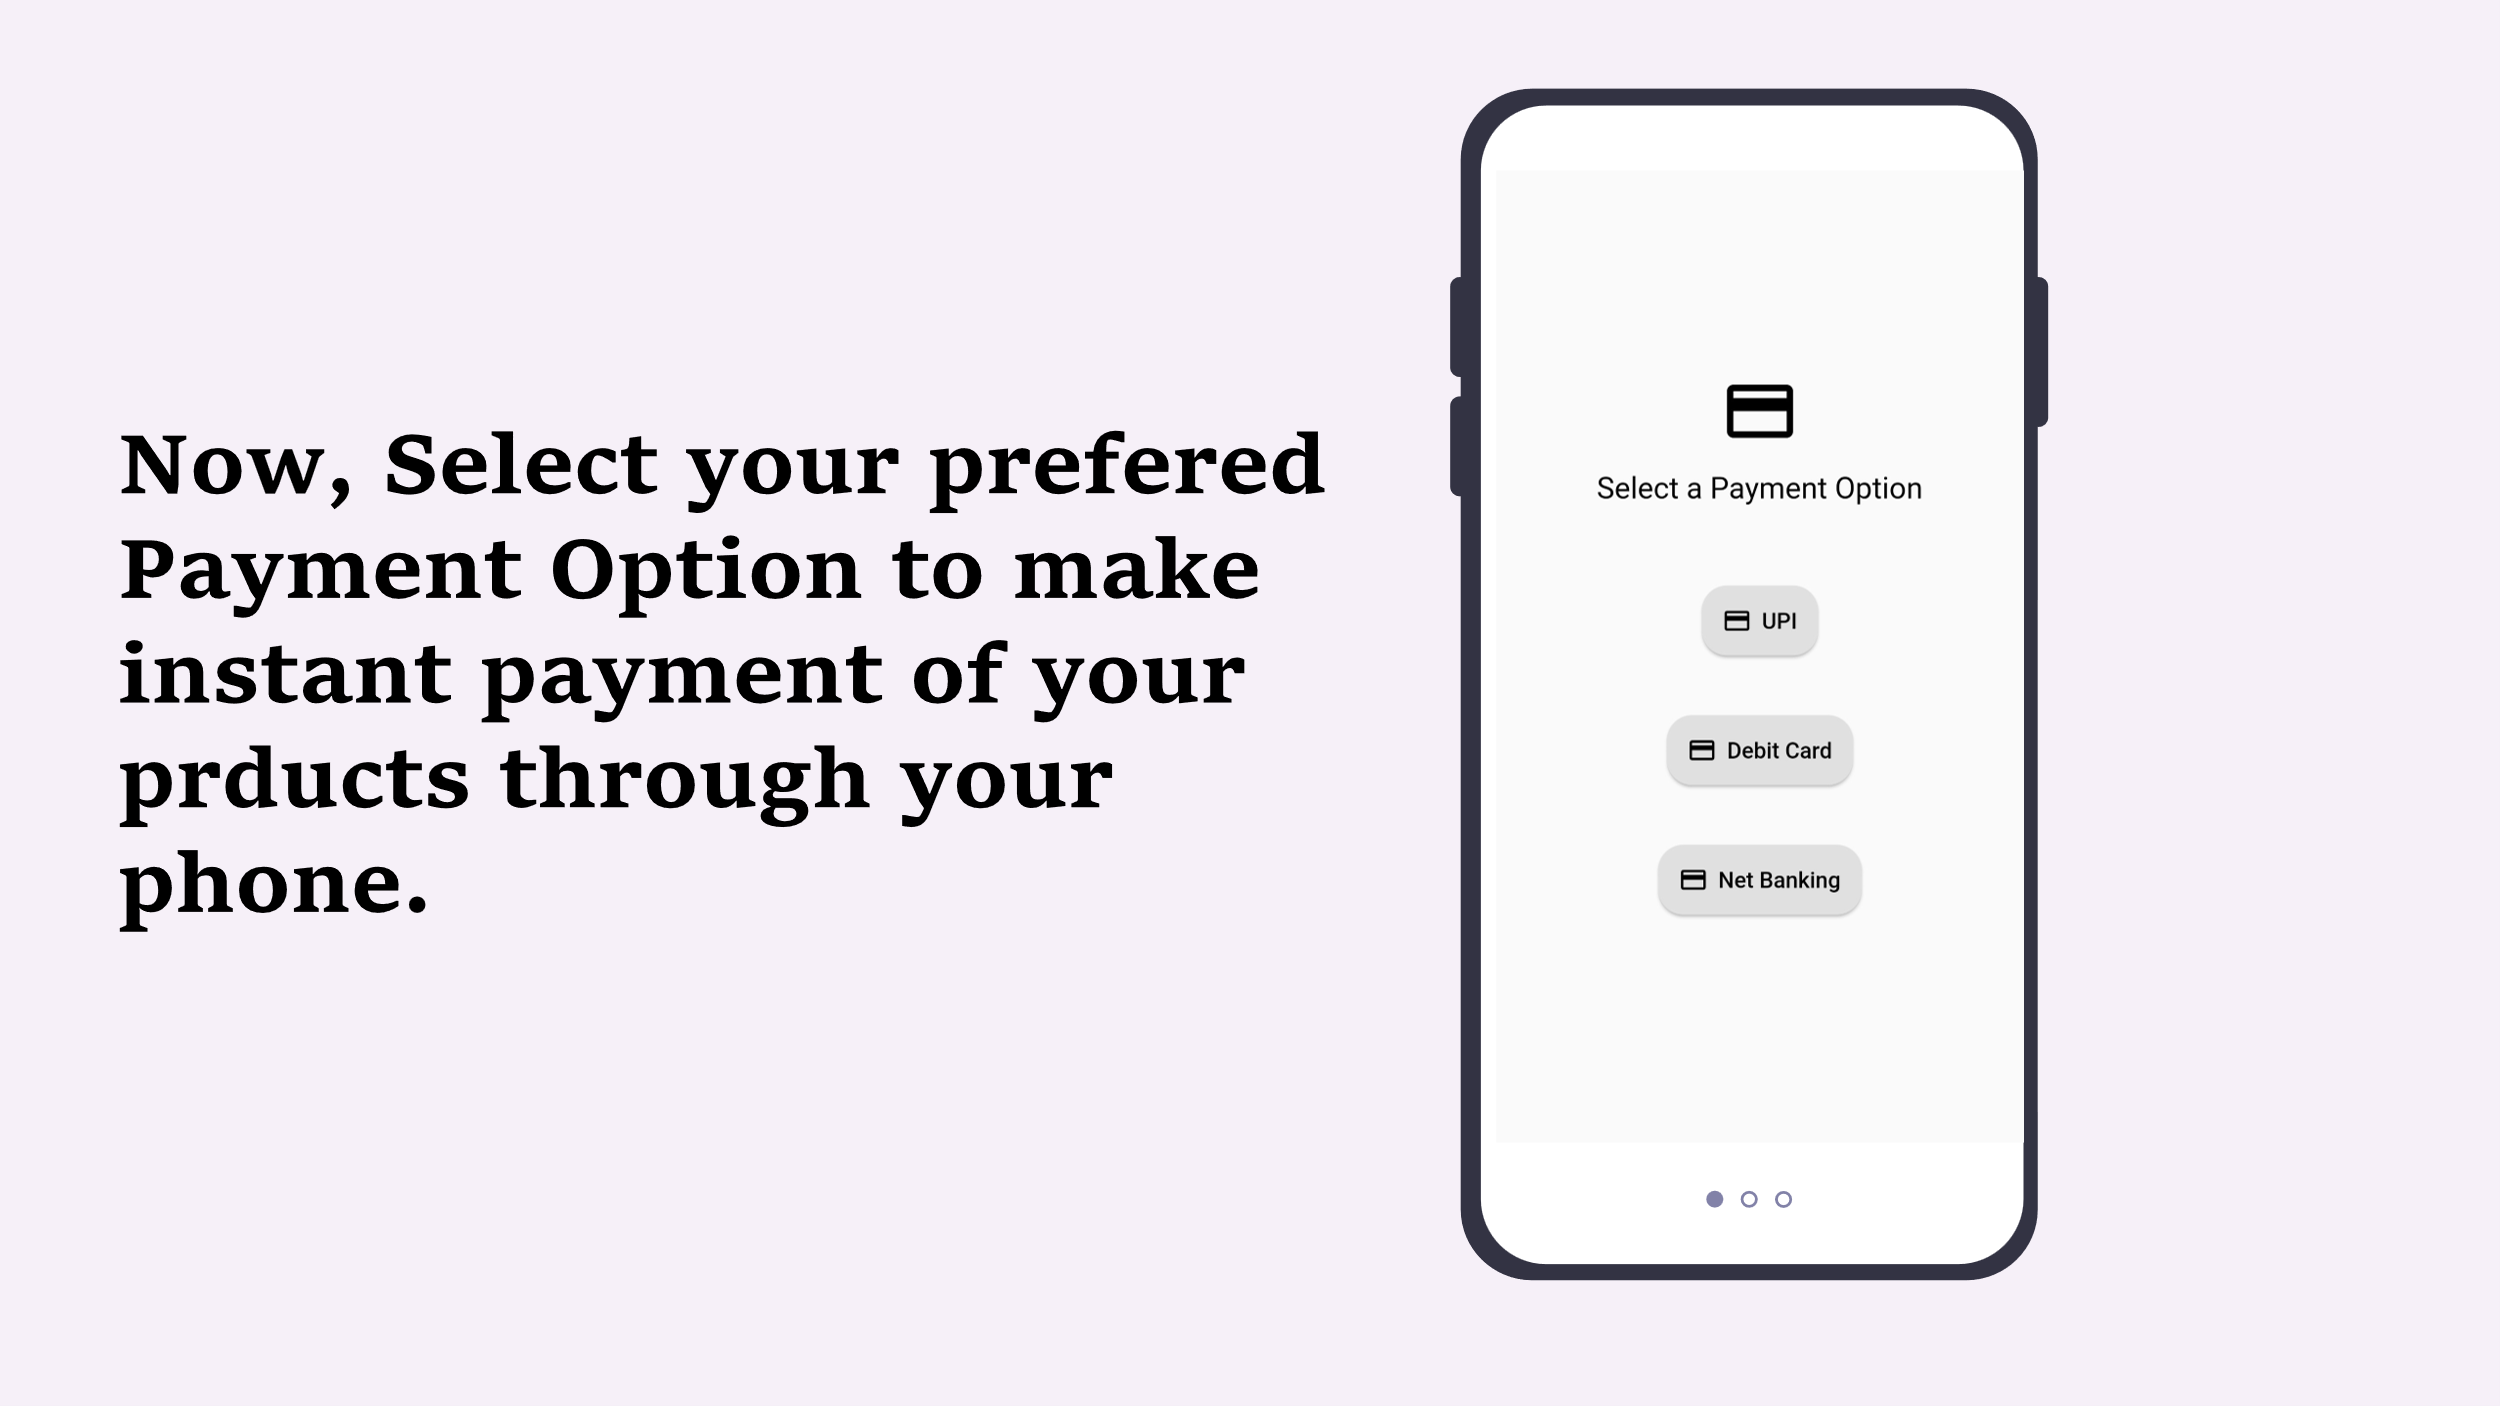 Now, Select your prefered
Payment Option to make
instant payment of your
prducts through your
phone.
Select a Payment Option
UPI
Debit Card
Net Banking